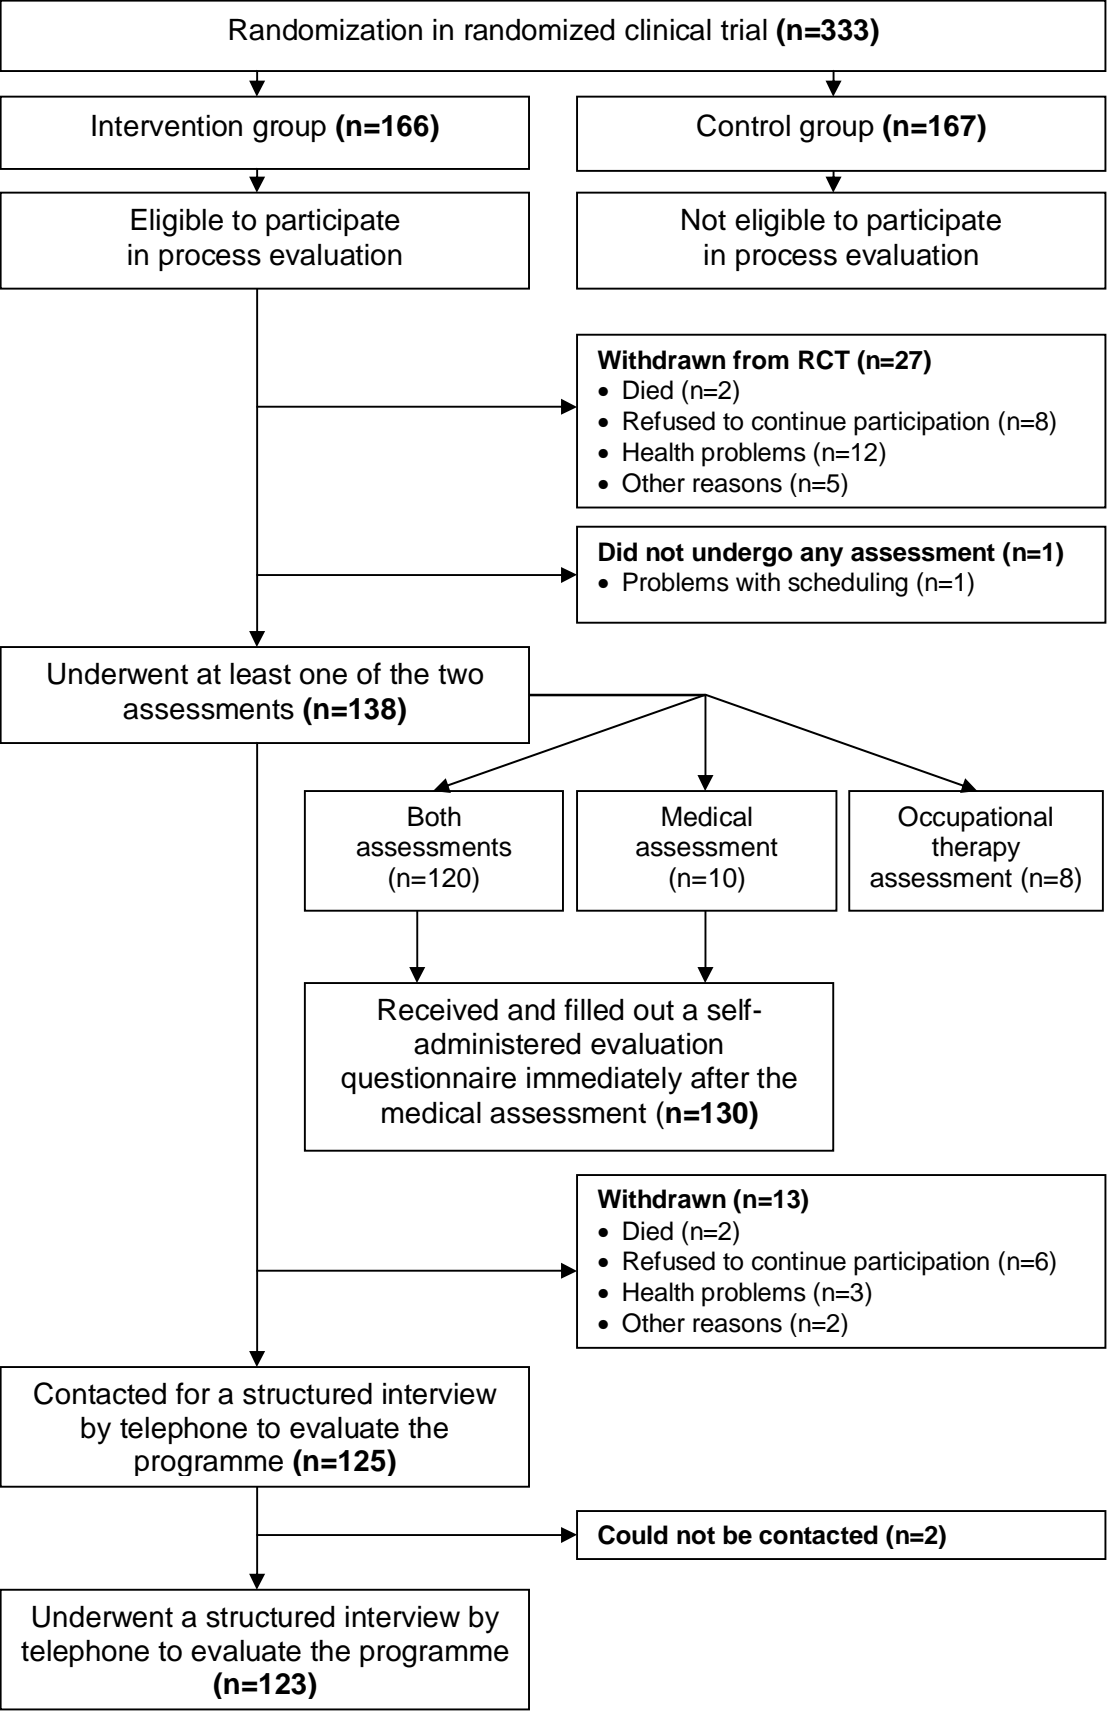 Randomization in randomized clinical trial (n=333)
Intervention group (n=166)
Control group (n=167)
Eligible to participate
in process evaluation
Not eligible to participate
in process evaluation
Withdrawn from RCT (n=27)
• Died (n=2)
• Refused to continue participation (n=8)
• Health problems (n=12)
• Other reasons (n=5)
Did not undergo any assessment (n=1)
• Problems with scheduling (n=1)
Underwent at least one of the two
assessments (n=138)
Both
assessments
(n=120)
Medical
assessment
(n=10)
Occupational
therapy
assessment (n=8)
Received and filled out a self-
administered evaluation
questionnaire immediately after the
medical assessment (n=130)
Withdrawn (n=13)
• Died (n=2)
• Refused to continue participation (n=6)
• Health problems (n=3)
• Other reasons (n=2)
Contacted for a structured interview
by telephone to evaluate the
programme (n=125)
Could not be contacted (n=2)
Underwent a structured interview by
telephone to evaluate the programme
(n=123)